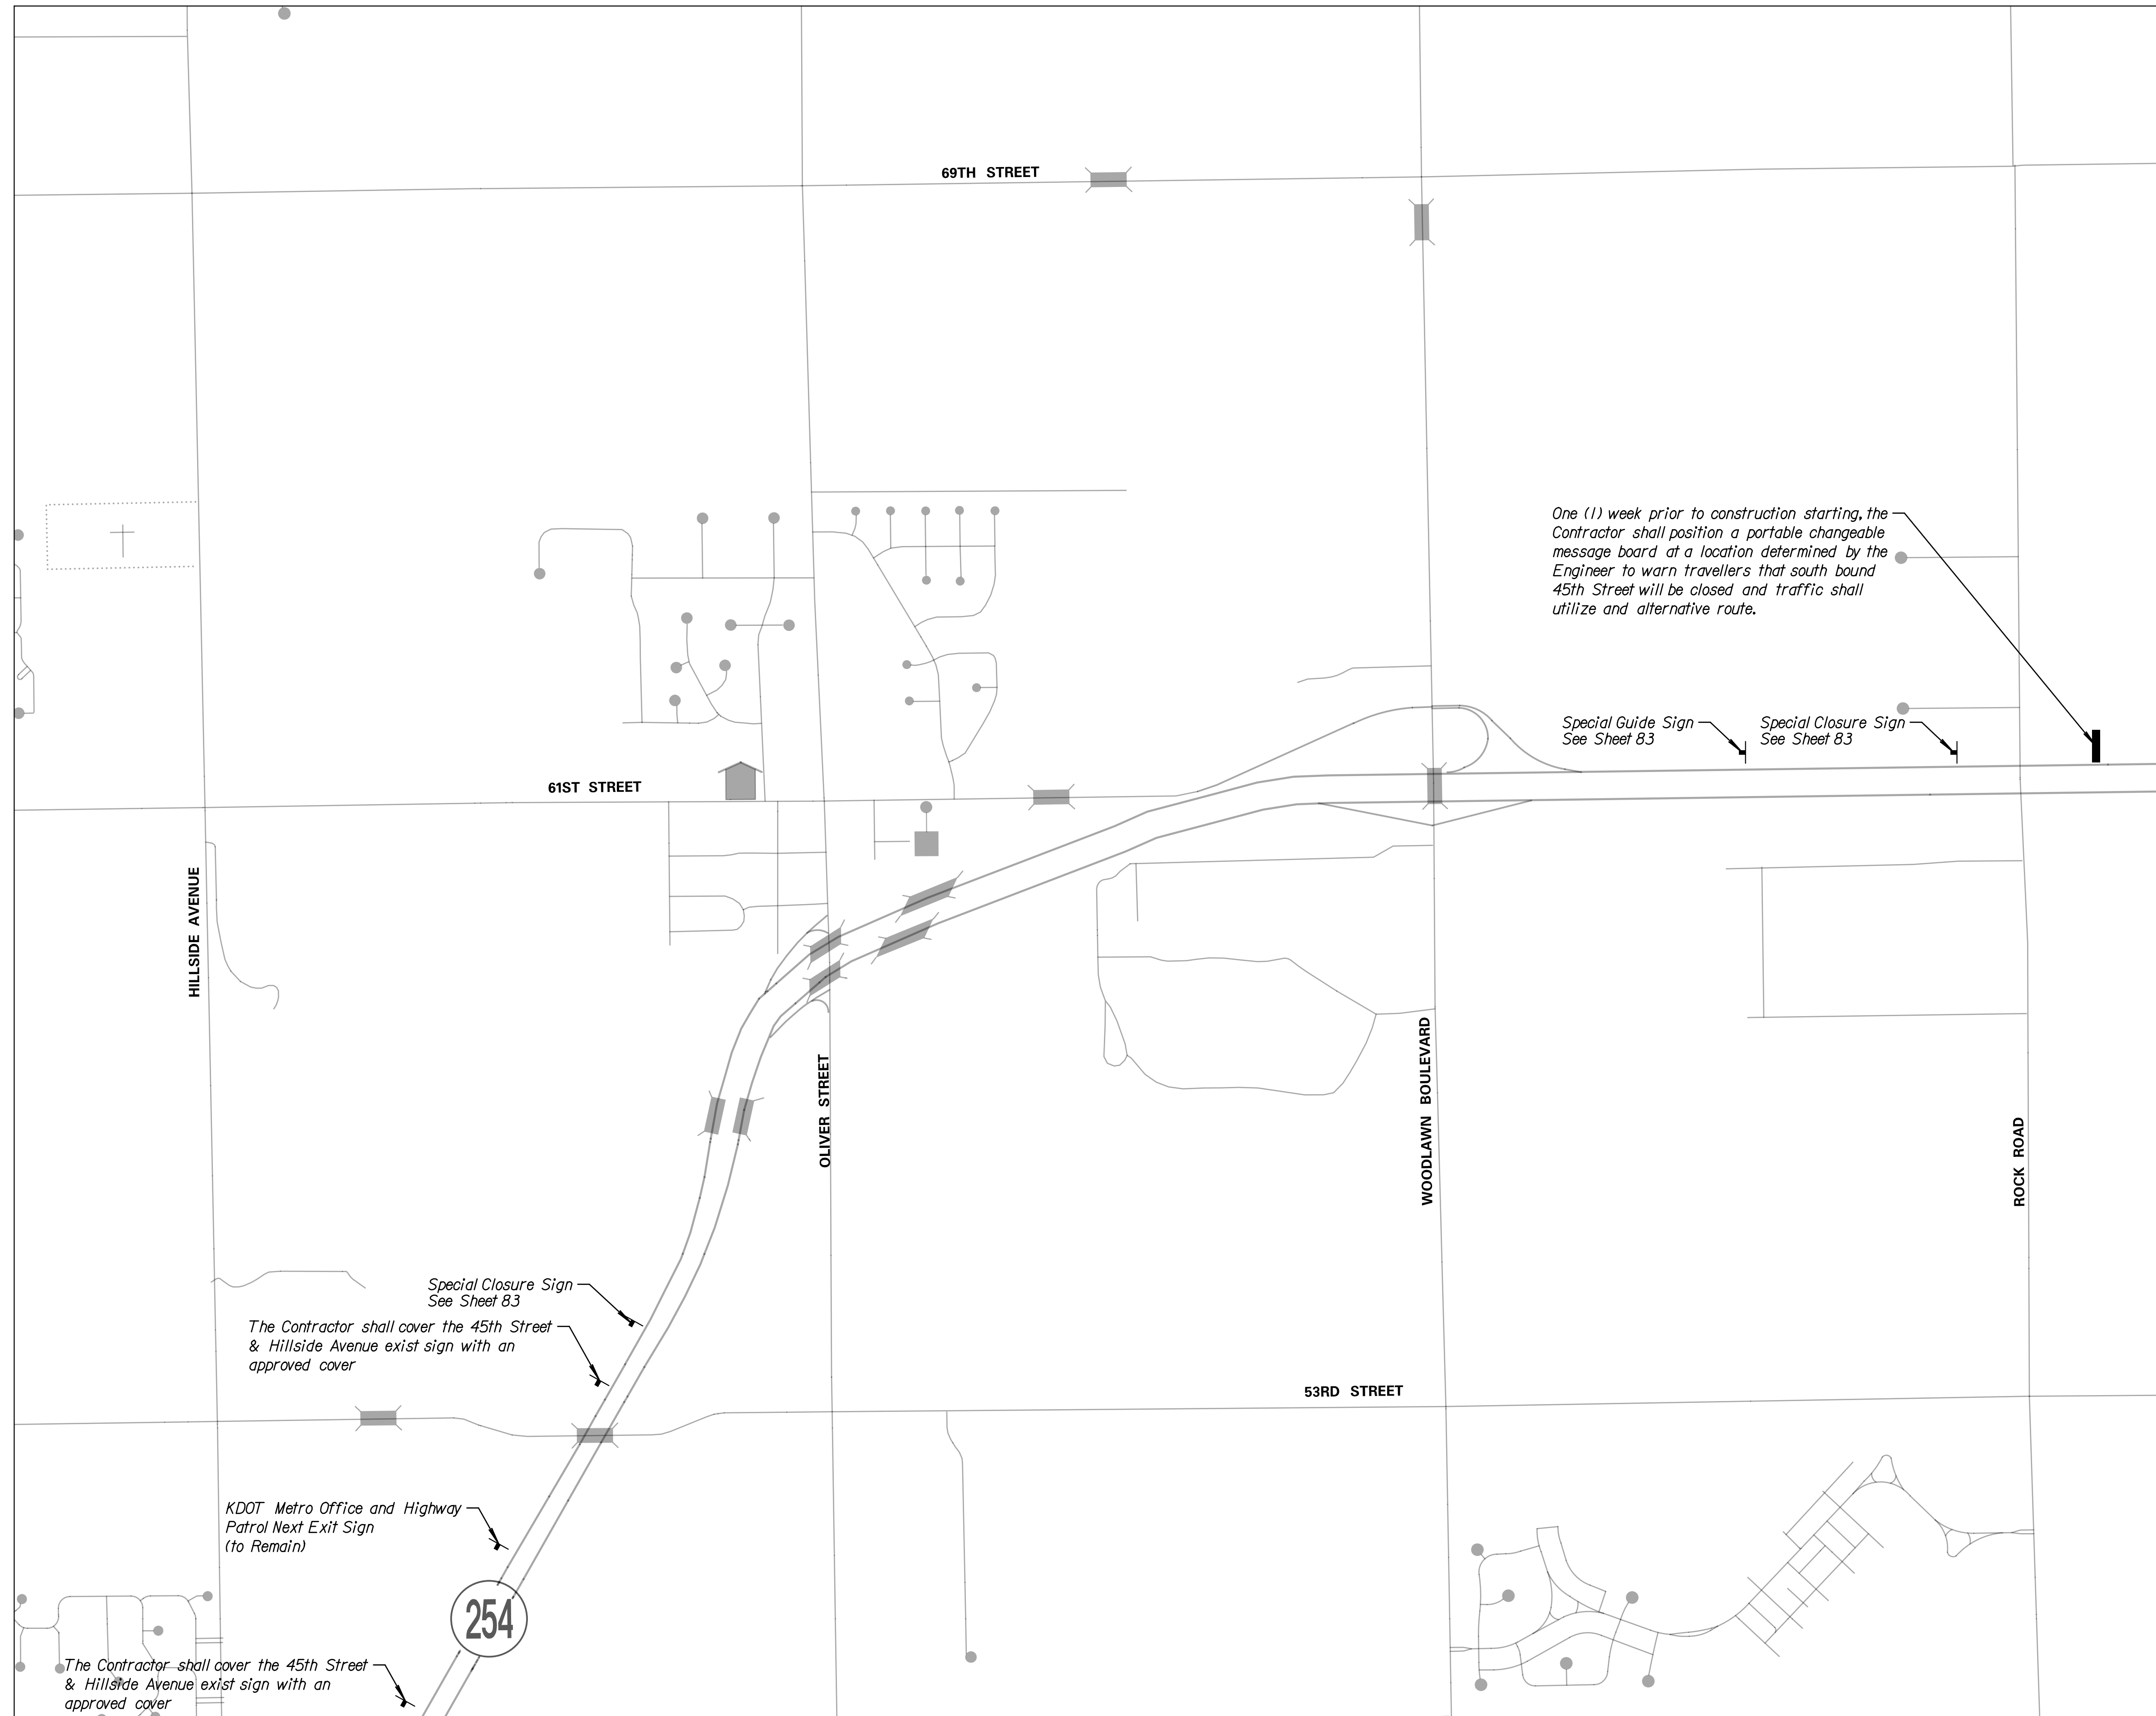 69TH STREET
One (1) week prior to construction starting, the
Contractor shall position a portable changeable
message board at a location determined by the
Engineer to warn travellers that south bound
45th Street will be closed and traffic shall
utilize and alternative route.
Special Guide Sign
See Sheet 83
Special Closure Sign
See Sheet 83
61ST STREET
HILLSIDE AVENUE
OLIVER STREET
WOODLAWN BOULEVARD
ROCK ROAD
Special Closure Sign
See Sheet 83
The Contractor shall cover the 45th Street
& Hillside Avenue exist sign with an
approved cover
53RD STREET
KDOT Metro Office and Highway
Patrol Next Exit Sign
(to Remain)
254
The Contractor shall cover the 45th Street
& Hillside Avenue exist sign with an
approved cover